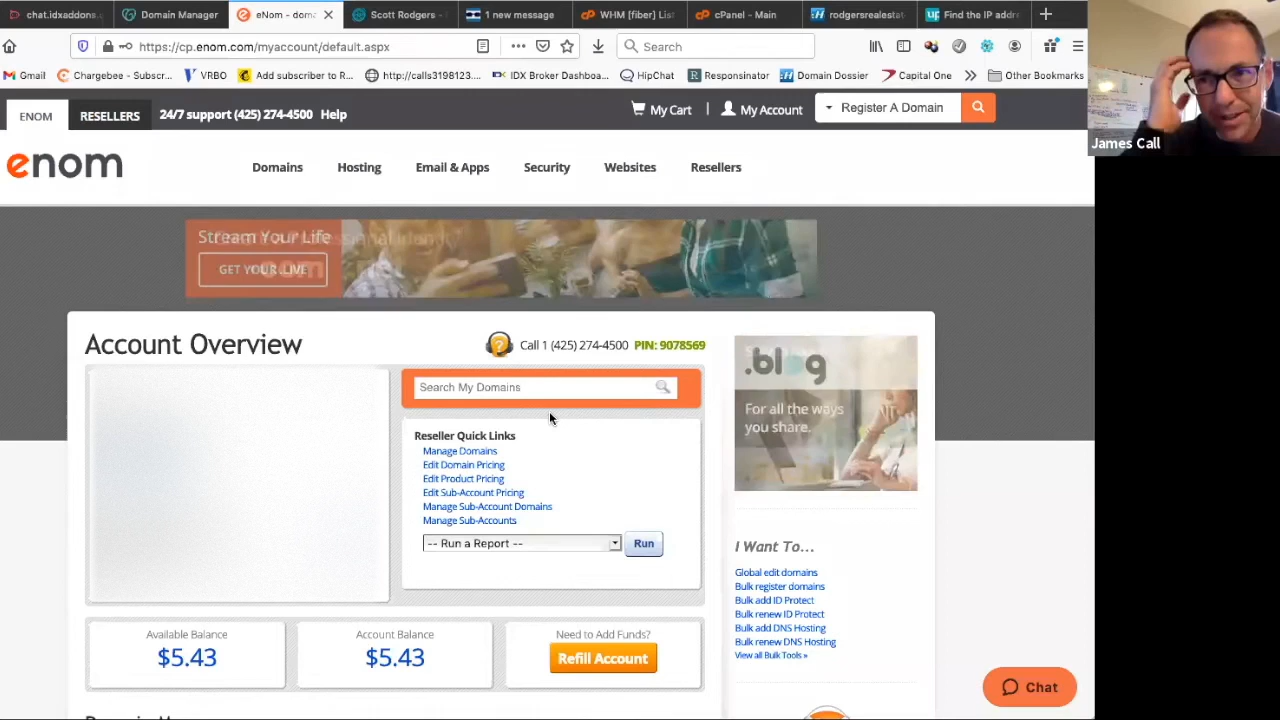 chat.idxaddons.
Domain Manager
eNom - doma
Scott Rodgers -
1 new message
WHM [fiber] Lis
cPanel - Main
rodgersrealestat
Find the IP addr
https://cp.enom.com/myaccount/default.aspx
Search
Gmail
Chargebee - Subscr...
VRBO
Add subscriber to R...
http://calls3198123...
IDX Broker Dashboa...
HipChat
Responsinator
Domain Dossier
Capital One
Other Bookmarks
ENOM
RESELLERS
24/7 support (425) 274-4500
Help
My Cart
My Account
Register A Domain
enom
Domains
Hosting
Email & Apps
Security
Websites
Resellers
Stream Your Life
GET YOUR .LIVE
Account Overview
Call 1 (425) 274-4500 PIN: 9078569
Search My Domains
Reseller Quick Links
Manage Domains
Edit Domain Pricing
Edit Product Pricing
Edit Sub-Account Pricing
Manage Sub-Account Domains
Manage Sub-Accounts
-- Run a Report --
Run
.blog
For all the ways
you share.
I Want To...
Global edit domains
Bulk register domains
Bulk add ID Protect
Bulk renew ID Protect
Bulk add DNS Hosting
Bulk renew DNS Hosting
View all Bulk Tools »
Available Balance
$5.43
Account Balance
$5.43
Need to Add Funds?
Refill Account
Chat
James Call